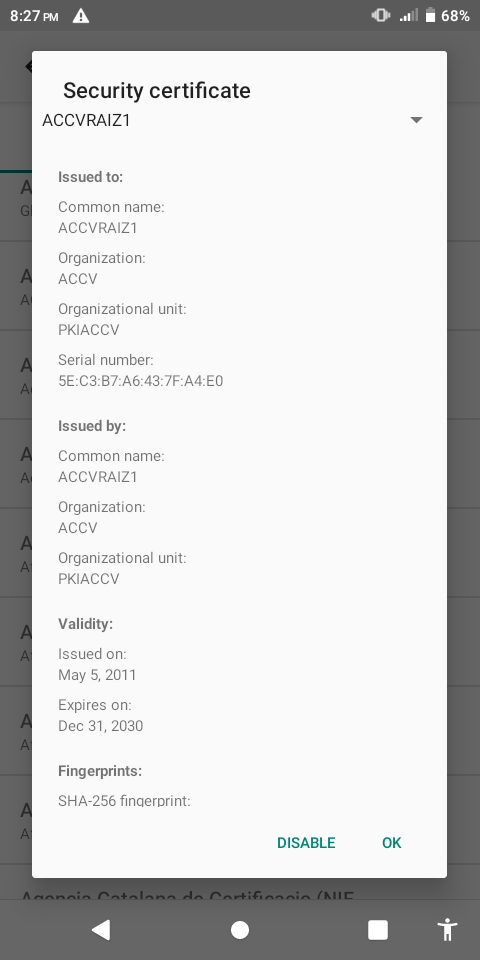 8:27 PM
68%
Security certificate
ACCVRAIZ1
Issued to:
Common name:
ACCVRAIZ1
Organization:
ACCV
Organizational unit:
PKIACCV
Serial number:
5E:C3:B7:A6:43:7F:A4:E0
Issued by:
Common name:
ACCVRAIZ1
Organization:
ACCV
Organizational unit:
PKIACCV
Validity:
Issued on:
May 5, 2011
Expires on:
Dec 31, 2030
Fingerprints:
SHA-256 fingerprint:
DISABLE
OK
Agencia Catalana de Certificacio (NIF